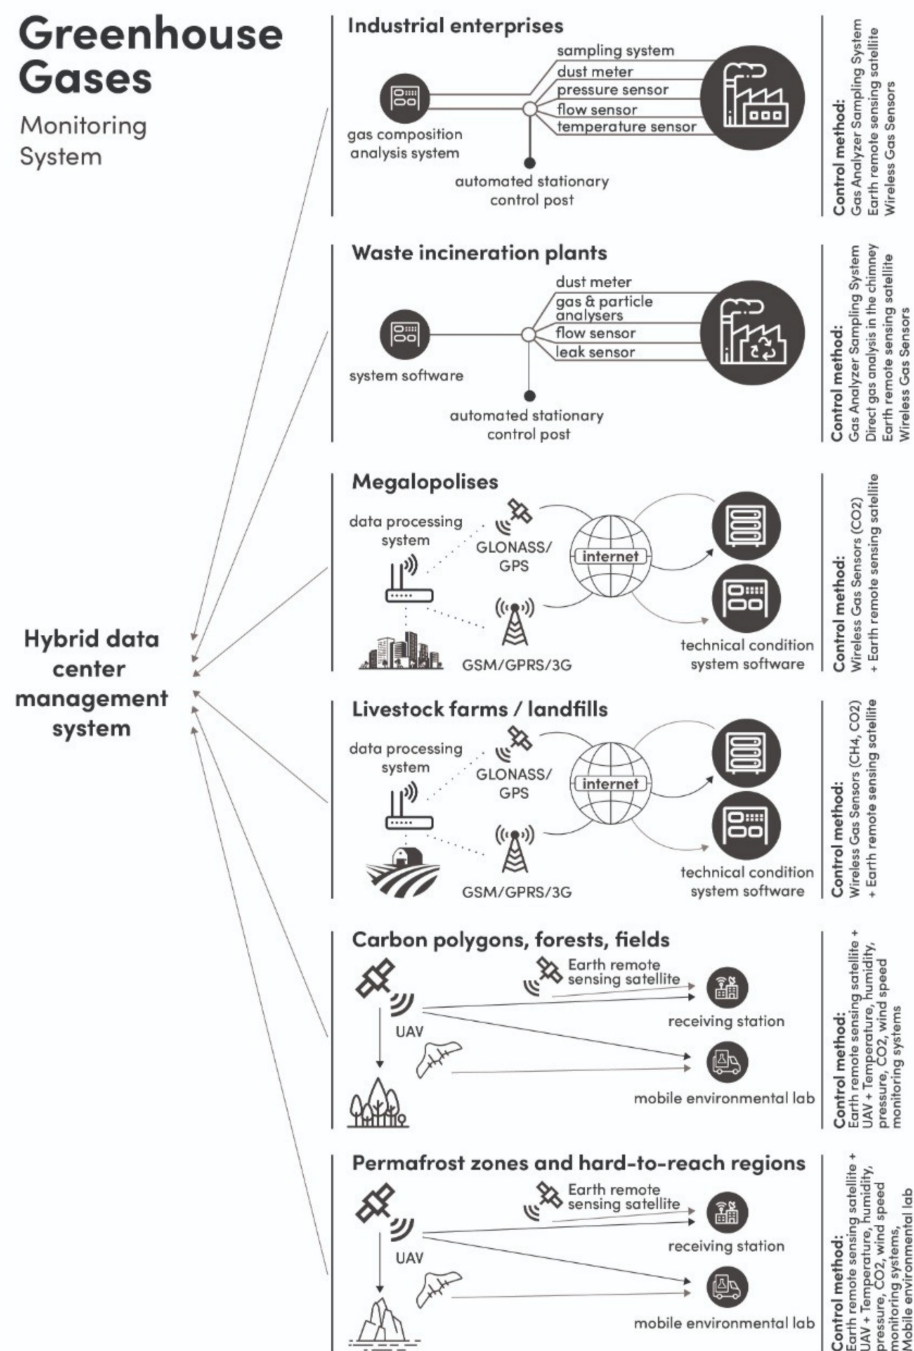 Greenhouse
Gases
Monitoring
System
Hybrid data
center
management
system
Industrial enterprises
sampling system
dust meter
pressure sensor
flow sensor
temperature sensor
gas composition
analysis system
automated stationary
control post
Control method:
Gas Analyzer Sampling System
Earth remote sensing satellite
Wireless Gas Sensors
Waste incineration plants
dust meter
gas & particle
analysers
flow sensor
leak sensor
system software
automated stationary
control post
Control method:
Gas Analyzer Sampling System
Direct gas analysis in the chimney
Earth remote sensing satellite
Wireless Gas Sensors
Megalopolises
data processing
system
GLONASS/
GPS
internet
GSM/GPRS/3G
technical condition
system software
Control method:
Wireless Gas Sensors (CO2)
+ Earth remote sensing satellite
Livestock farms / landfills
data processing
system
GLONASS/
GPS
internet
GSM/GPRS/3G
technical condition
system software
Control method:
Wireless Gas Sensors (CH4, CO2)
+ Earth remote sensing satellite
Carbon polygons, forests, fields
Earth remote
sensing satellite
UAV
receiving station
mobile environmental lab
Control method:
Earth remote sensing satellite +
UAV + Temperature, humidity,
pressure, CO2, wind speed
monitoring systems
Permafrost zones and hard-to-reach regions
Earth remote
sensing satellite
UAV
receiving station
mobile environmental lab
Control method:
Earth remote sensing satellite +
UAV + Temperature, humidity,
pressure, CO2, wind speed
monitoring systems,
Mobile environmental lab